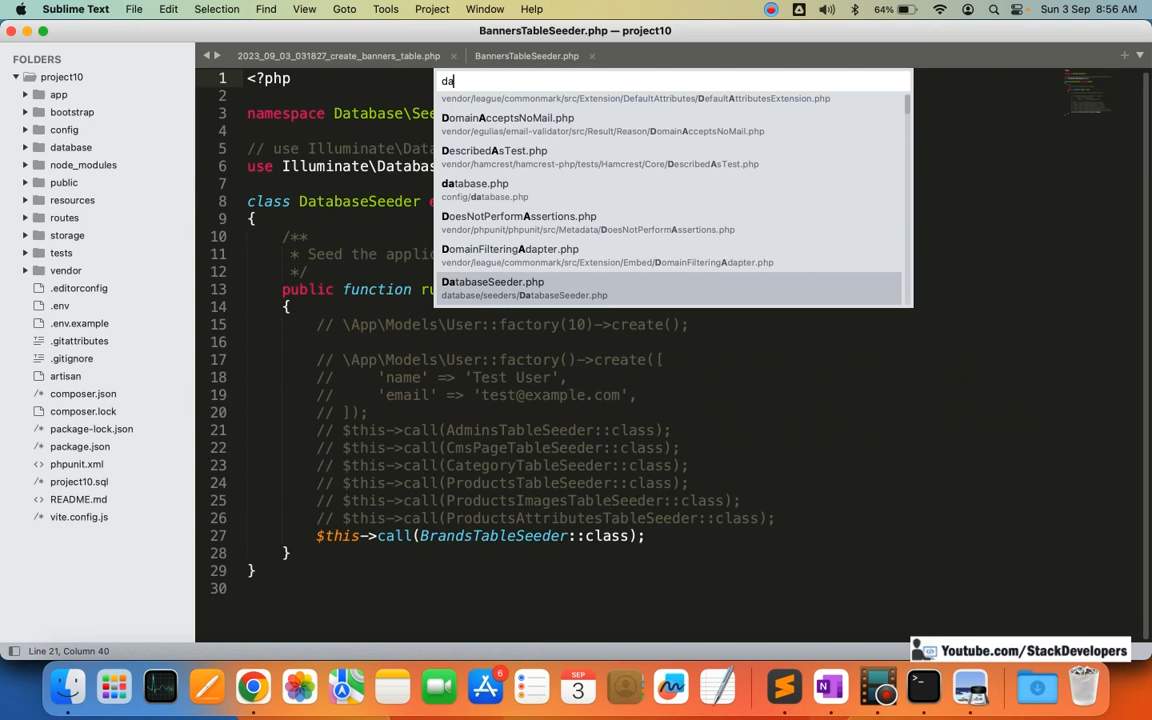 Sublime Text File Edit Selection Find View Goto Tools Project Window Help 64% Sun 3 Sep 8:56 AM
BannersTableSeeder.php — project10
FOLDERS
project10
app
bootstrap
config
database
node_modules
public
resources
routes
storage
tests
vendor
.editorconfig
.env
.env.example
.gitattributes
.gitignore
artisan
composer.json
composer.lock
package-lock.json
package.json
phpunit.xml
project10.sql
README.md
vite.config.js
2023_09_03_031827_create_banners_table.php × BannersTableSeeder.php ×
da
vendor/league/commonmark/src/Extension/DefaultAttributes/DefaultAttributesExtension.php
DomainAcceptsNoMail.php
vendor/egulias/email-validator/src/Result/Reason/DomainAcceptsNoMail.php
DescribedAsTest.php
vendor/hamcrest/hamcrest-php/tests/Hamcrest/Core/DescribedAsTest.php
database.php
config/database.php
DoesNotPerformAssertions.php
vendor/phpunit/phpunit/src/Metadata/DoesNotPerformAssertions.php
DomainFilteringAdapter.php
vendor/league/commonmark/src/Extension/Embed/DomainFilteringAdapter.php
DatabaseSeeder.php
database/seeders/DatabaseSeeder.php
1 <?php
2
3 namespace Database\See
4
5 // use Illuminate\Data
6 use Illuminate\Databas
7
8 class DatabaseSeeder e
9 {
10 /**
11 * Seed the applic
12 */
13 public function ru
14 {
15 // \App\Models\User::factory(10)->create();
16
17 // \App\Models\User::factory()->create([
18 // 'name' => 'Test User',
19 // 'email' => 'test@example.com',
20 // ]);
21 // $this->call(AdminsTableSeeder::class);
22 // $this->call(CmsPageTableSeeder::class);
23 // $this->call(CategoryTableSeeder::class);
24 // $this->call(ProductsTableSeeder::class);
25 // $this->call(ProductsImagesTableSeeder::class);
26 // $this->call(ProductsAttributesTableSeeder::class);
27 $this->call(BrandsTableSeeder::class);
28 }
29 }
30
Line 21, Column 40
Youtube.com/StackDevelopers
6
SEP
3